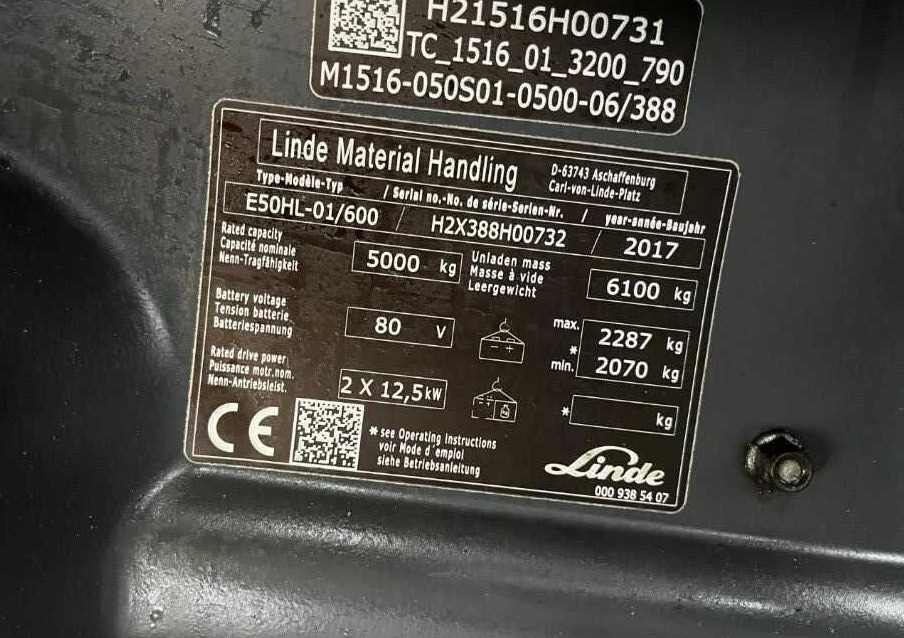 H21516H00731
TC_1516_01_3200_790
M1516-050S01-0500-06/388
Linde Material Handling
D-63743 Aschaffenburg
Carl-von-Linde-Platz
Type-Modèle-Typ / Serial no.-No. de série-Serien-Nr. / year-année-Baujahr
E50HL-01/600 / H2X388H00732 / 2017
Rated capacity
Capacité nominale
Nenn-Tragfähigkeit
5000 kg
Unladen mass
Masse à vide
Leergewicht
6100 kg
Battery voltage
Tension batterie
Batteriespannung
80 V
max. 2287 kg
*
min. 2070 kg
Rated drive power
Puissance motr.nom.
Nenn-Antriebsleist.
2 X 12,5 kW
* kg
CE
* see Operating Instructions
voir Mode d'emploi
siehe Betriebsanleitung
Linde
000 938 54 07